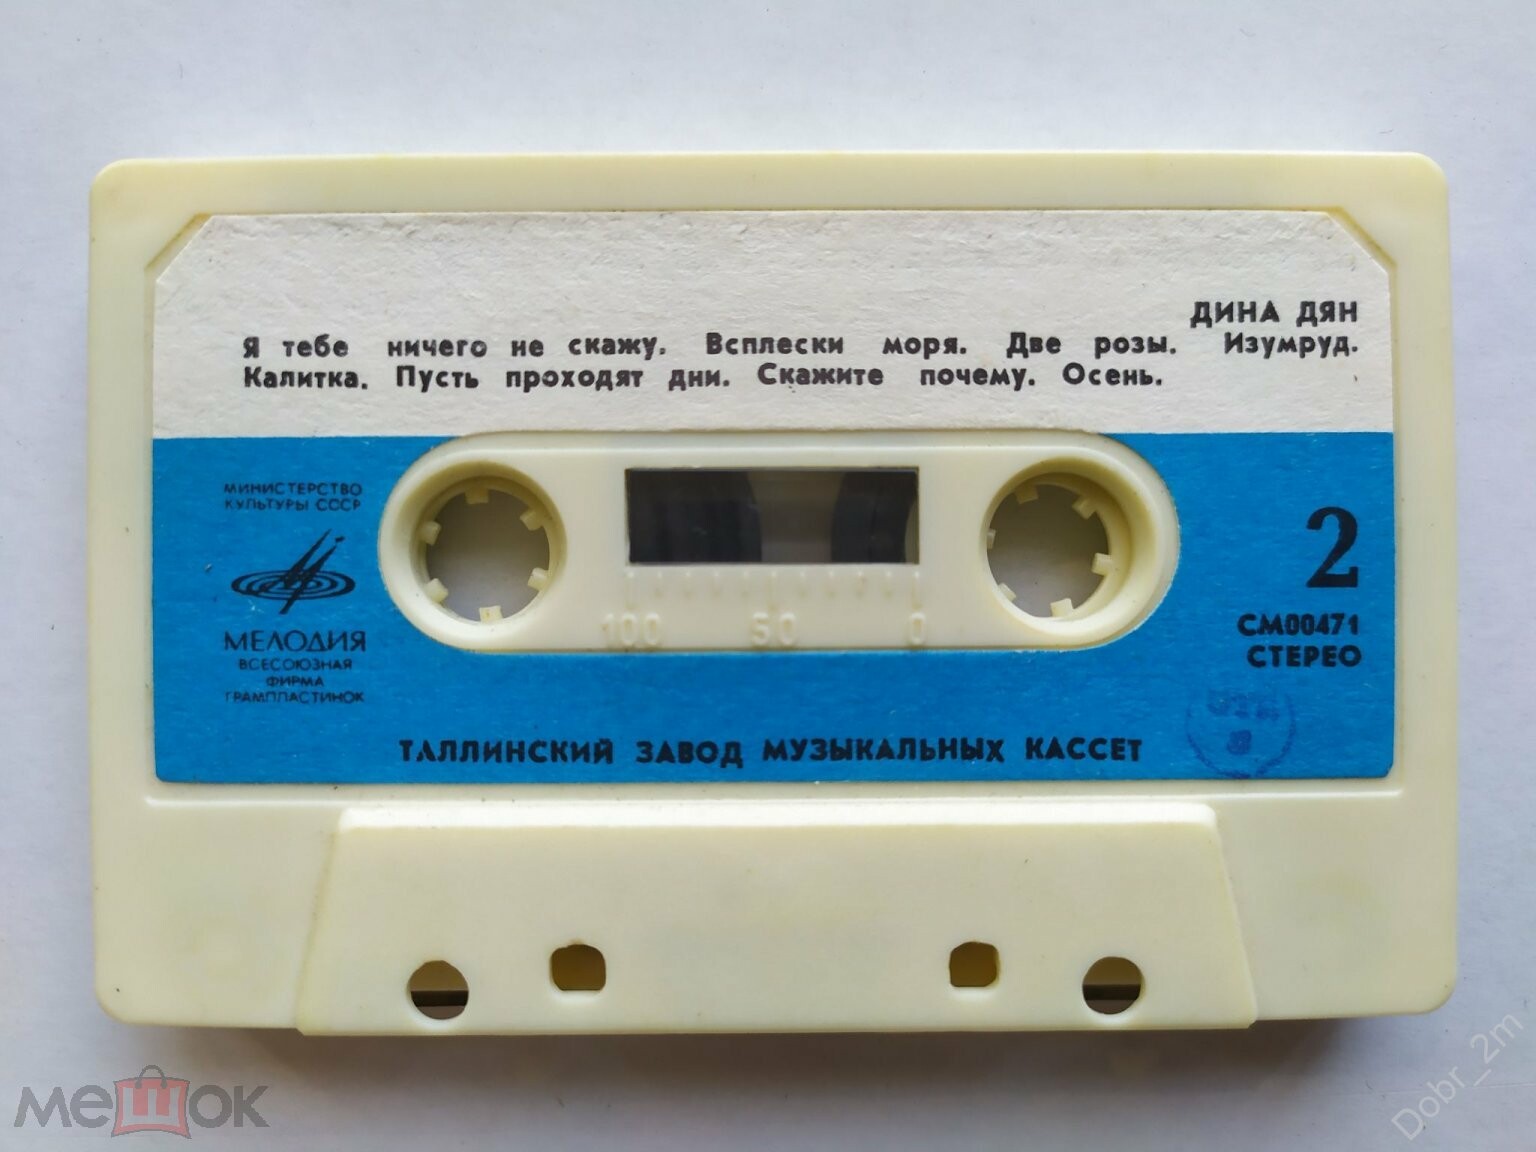 ДИНА ДЯН
Я тебе ничего не скажу. Всплески моря. Две розы. Изумруд.
Калитка. Пусть проходят дни. Скажите почему. Осень.
МИНИСТЕРСТВО
КУЛЬТУРЫ СССР
МЕЛОДИЯ
ВСЕСОЮЗНАЯ
ФИРМА
ГРАМПЛАСТИНОК
100 50 0
2
СМ00471
СТЕРЕО
ТАЛЛИНСКИЙ ЗАВОД МУЗЫКАЛЬНЫХ КАССЕТ
мешок
Dobr_2m